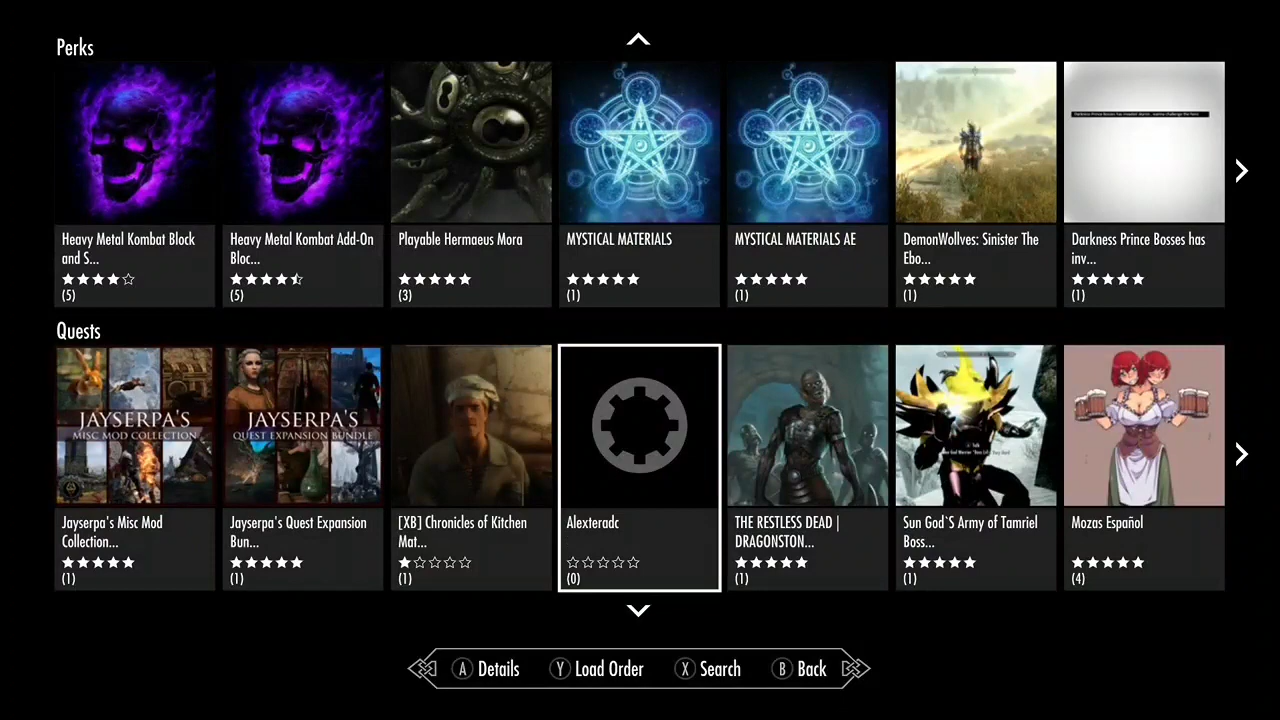 Perks
Heavy Metal Kombat Block
and S...
(5)
Heavy Metal Kombat Add-On
Bloc...
(5)
Playable Hermaeus Mora
(3)
MYSTICAL MATERIALS
(1)
MYSTICAL MATERIALS AE
(1)
DemonWollves: Sinister The
Ebo...
(1)
Darkness Prince Bosses has
inv...
(1)
Quests
JAYSERPA'S
MISC MOD COLLECTION
Jayserpa's Misc Mod
Collection...
(1)
JAYSERPA'S
QUEST EXPANSION BUNDLE
Jayserpa's Quest Expansion
Bun...
(1)
[XB] Chronicles of Kitchen
Mat...
(1)
Alexteradc
(0)
THE RESTLESS DEAD |
DRAGONSTON...
(1)
Sun God`S Army of Tamriel
Boss...
(1)
Mozas Español
(4)
A Details
Y Load Order
X Search
B Back